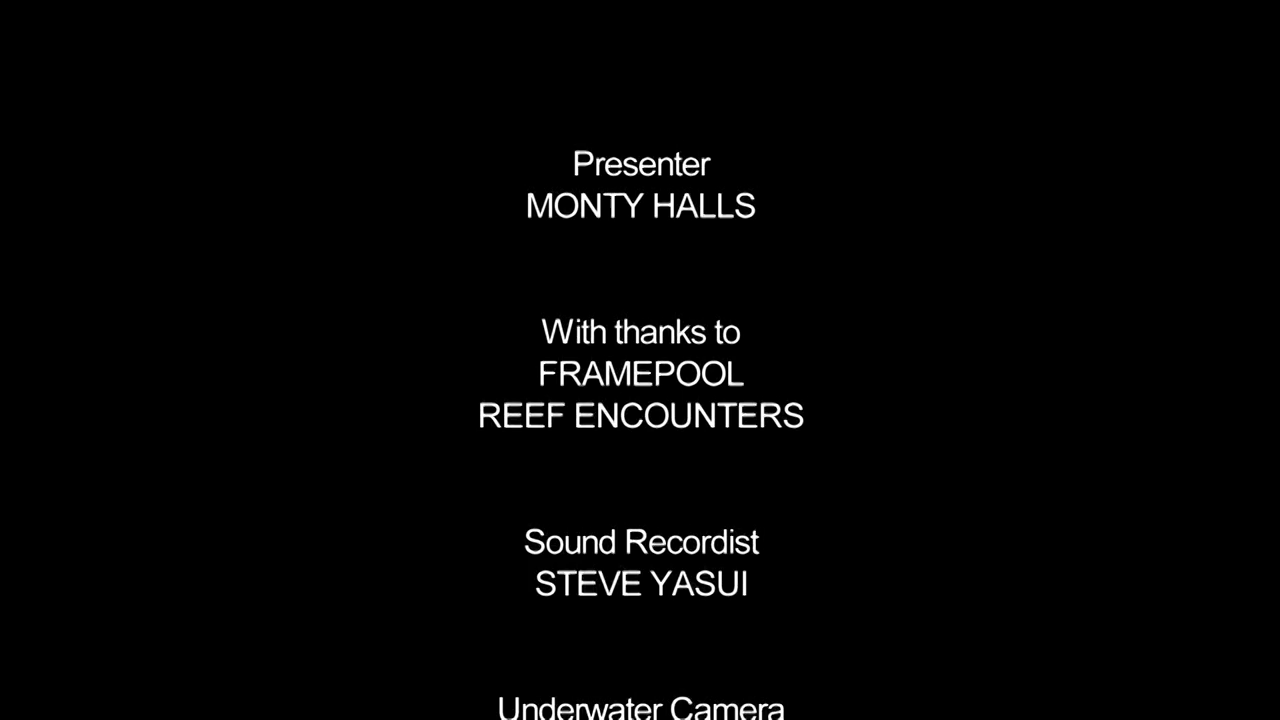 Presenter
MONTY HALLS
With thanks to
FRAMEPOOL
REEF ENCOUNTERS
Sound Recordist
STEVE YASUI
Underwater Camera